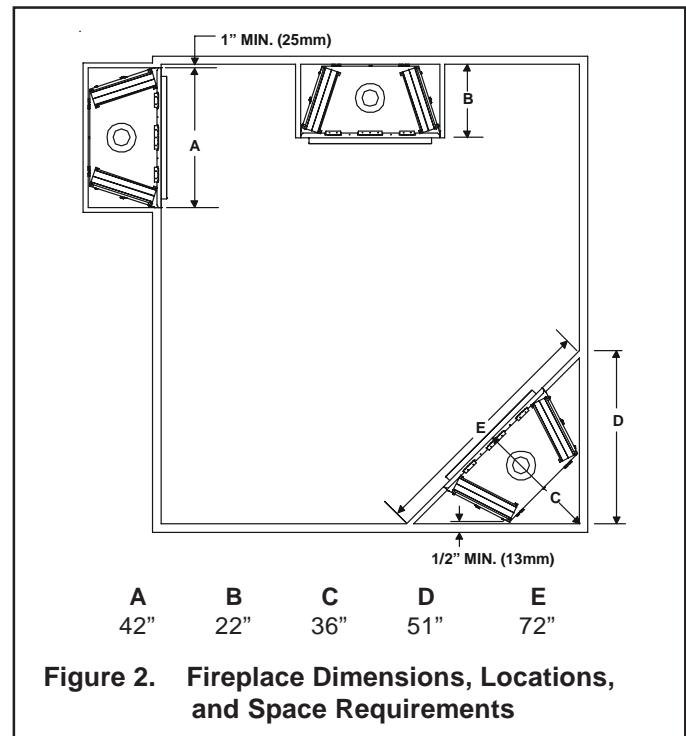 1” MIN. (25mm)
A
B
E
D
C
1/2” MIN. (13mm)
A B C D E
42” 22” 36” 51” 72”
Figure 2. Fireplace Dimensions, Locations,
and Space Requirements